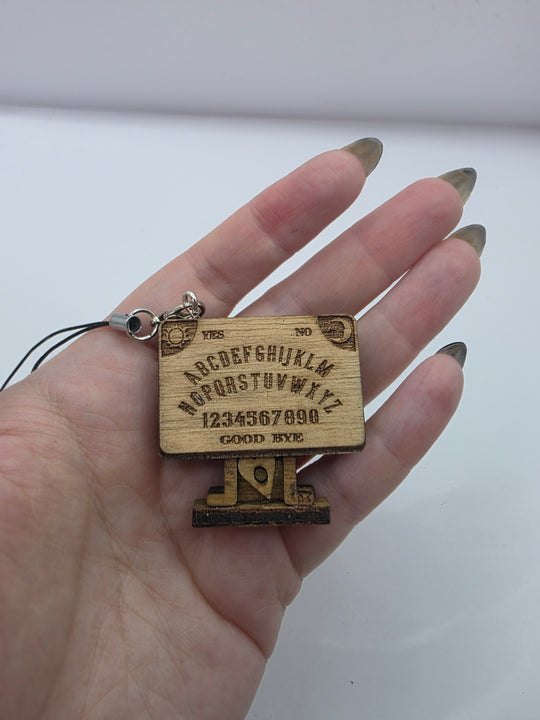 YES NO
ABCDEFGHIJKLM
NOPQRSTUVWXYZ
1234567890
GOOD BYE